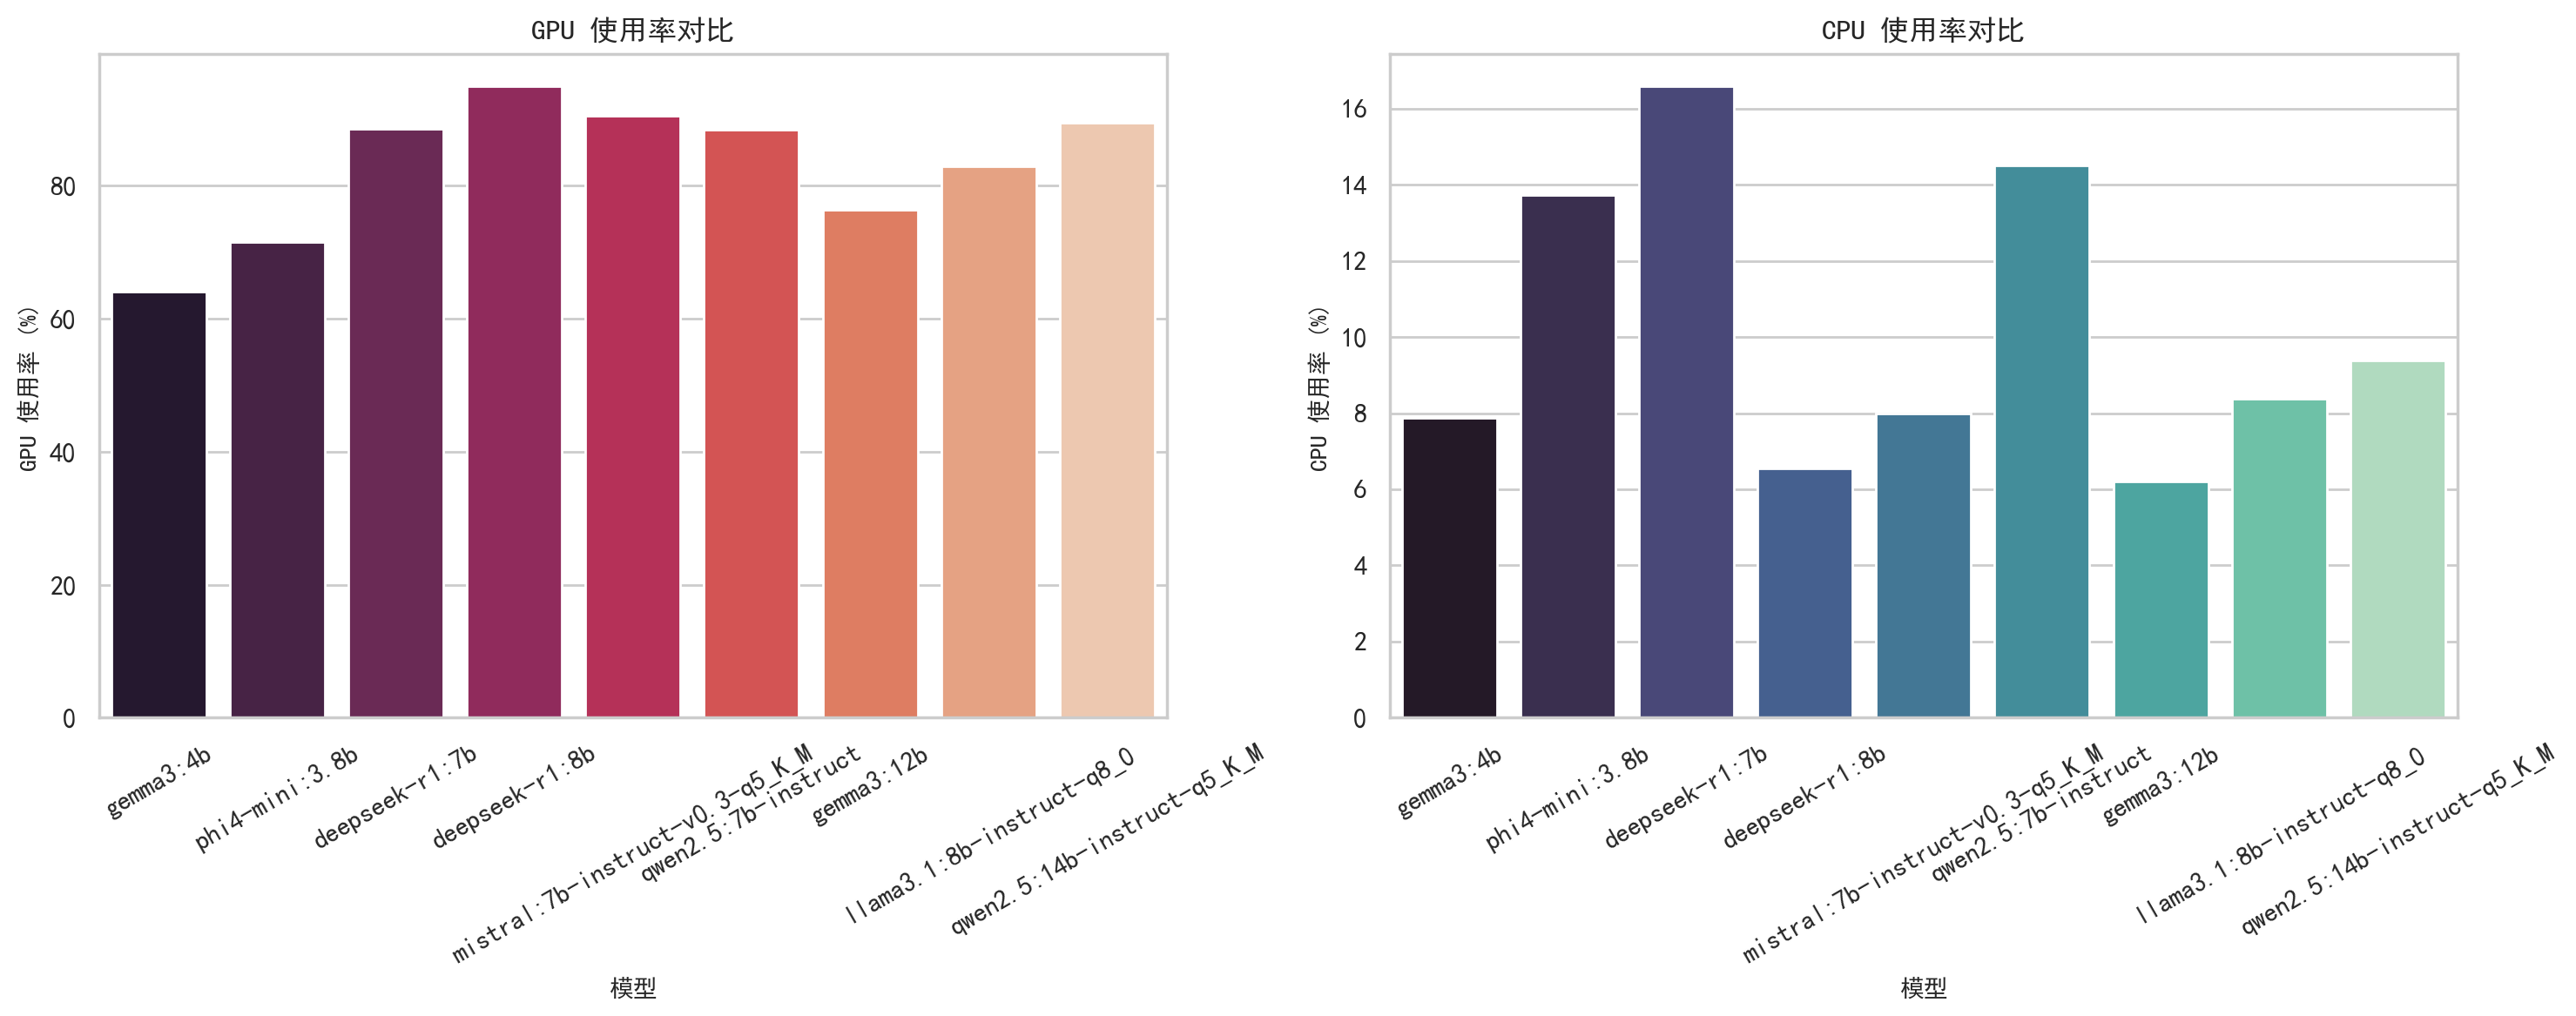 GPU 使用率对比
GPU 使用率 (%)
80
60
40
20
0
gemma3:4b
phi4-mini:3.8b
deepseek-r1:7b
deepseek-r1:8b
mistral:7b-instruct-v0.3-q5_K_M
qwen2.5:7b-instruct
gemma3:12b
llama3.1:8b-instruct-q8_0
qwen2.5:14b-instruct-q5_K_M
模型
CPU 使用率对比
CPU 使用率 (%)
16
14
12
10
8
6
4
2
0
gemma3:4b
phi4-mini:3.8b
deepseek-r1:7b
deepseek-r1:8b
mistral:7b-instruct-v0.3-q5_K_M
qwen2.5:7b-instruct
gemma3:12b
llama3.1:8b-instruct-q8_0
qwen2.5:14b-instruct-q5_K_M
模型